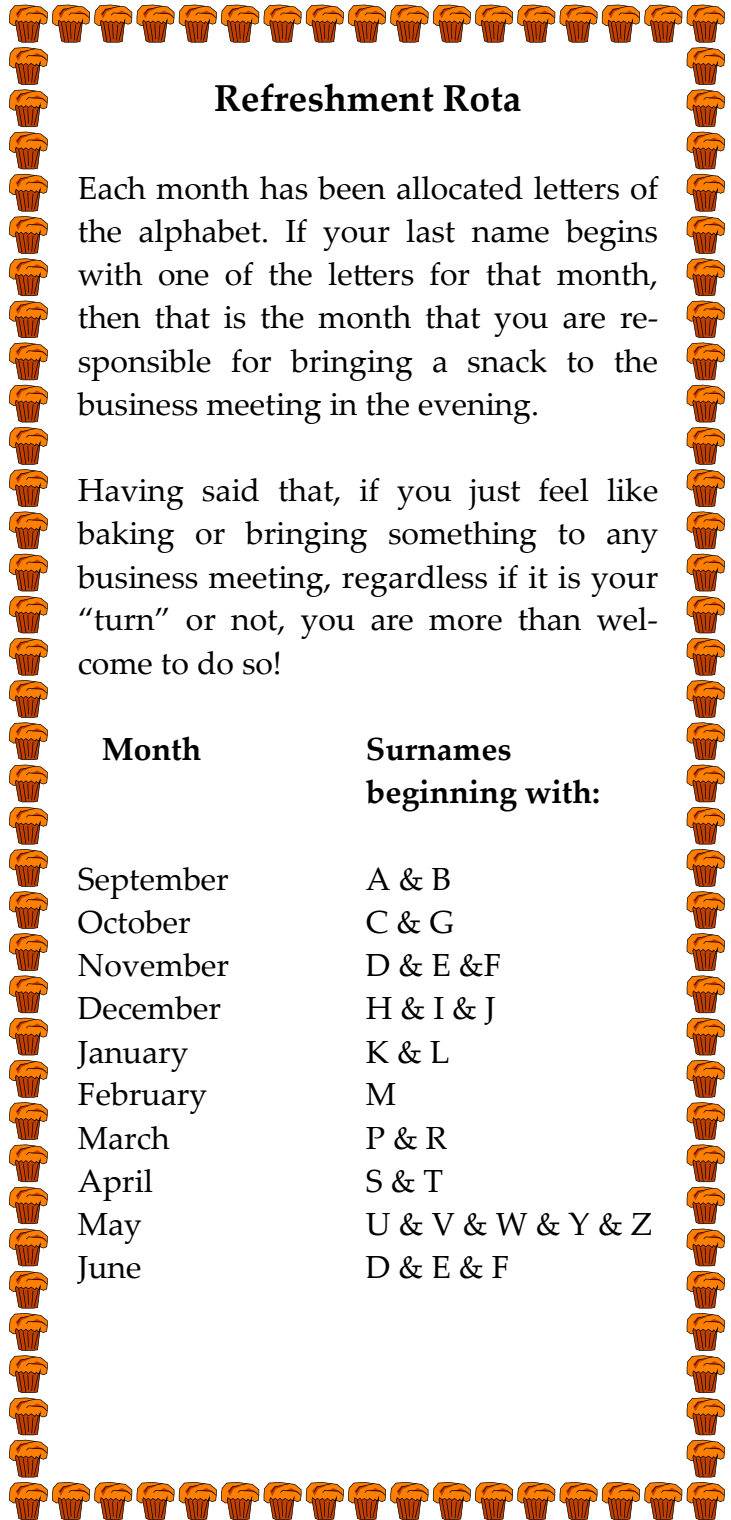 Refreshment Rota
Each month has been allocated letters of
the alphabet. If your last name begins
with one of the letters for that month,
then that is the month that you are re-
sponsible for bringing a snack to the
business meeting in the evening.
Having said that, if you just feel like
baking or bringing something to any
business meeting, regardless if it is your
“turn” or not, you are more than wel-
come to do so!
Month Surnames
beginning with:
September A & B
October C & G
November D & E &F
December H & I & J
January K & L
February M
March P & R
April S & T
May U & V & W & Y & Z
June D & E & F